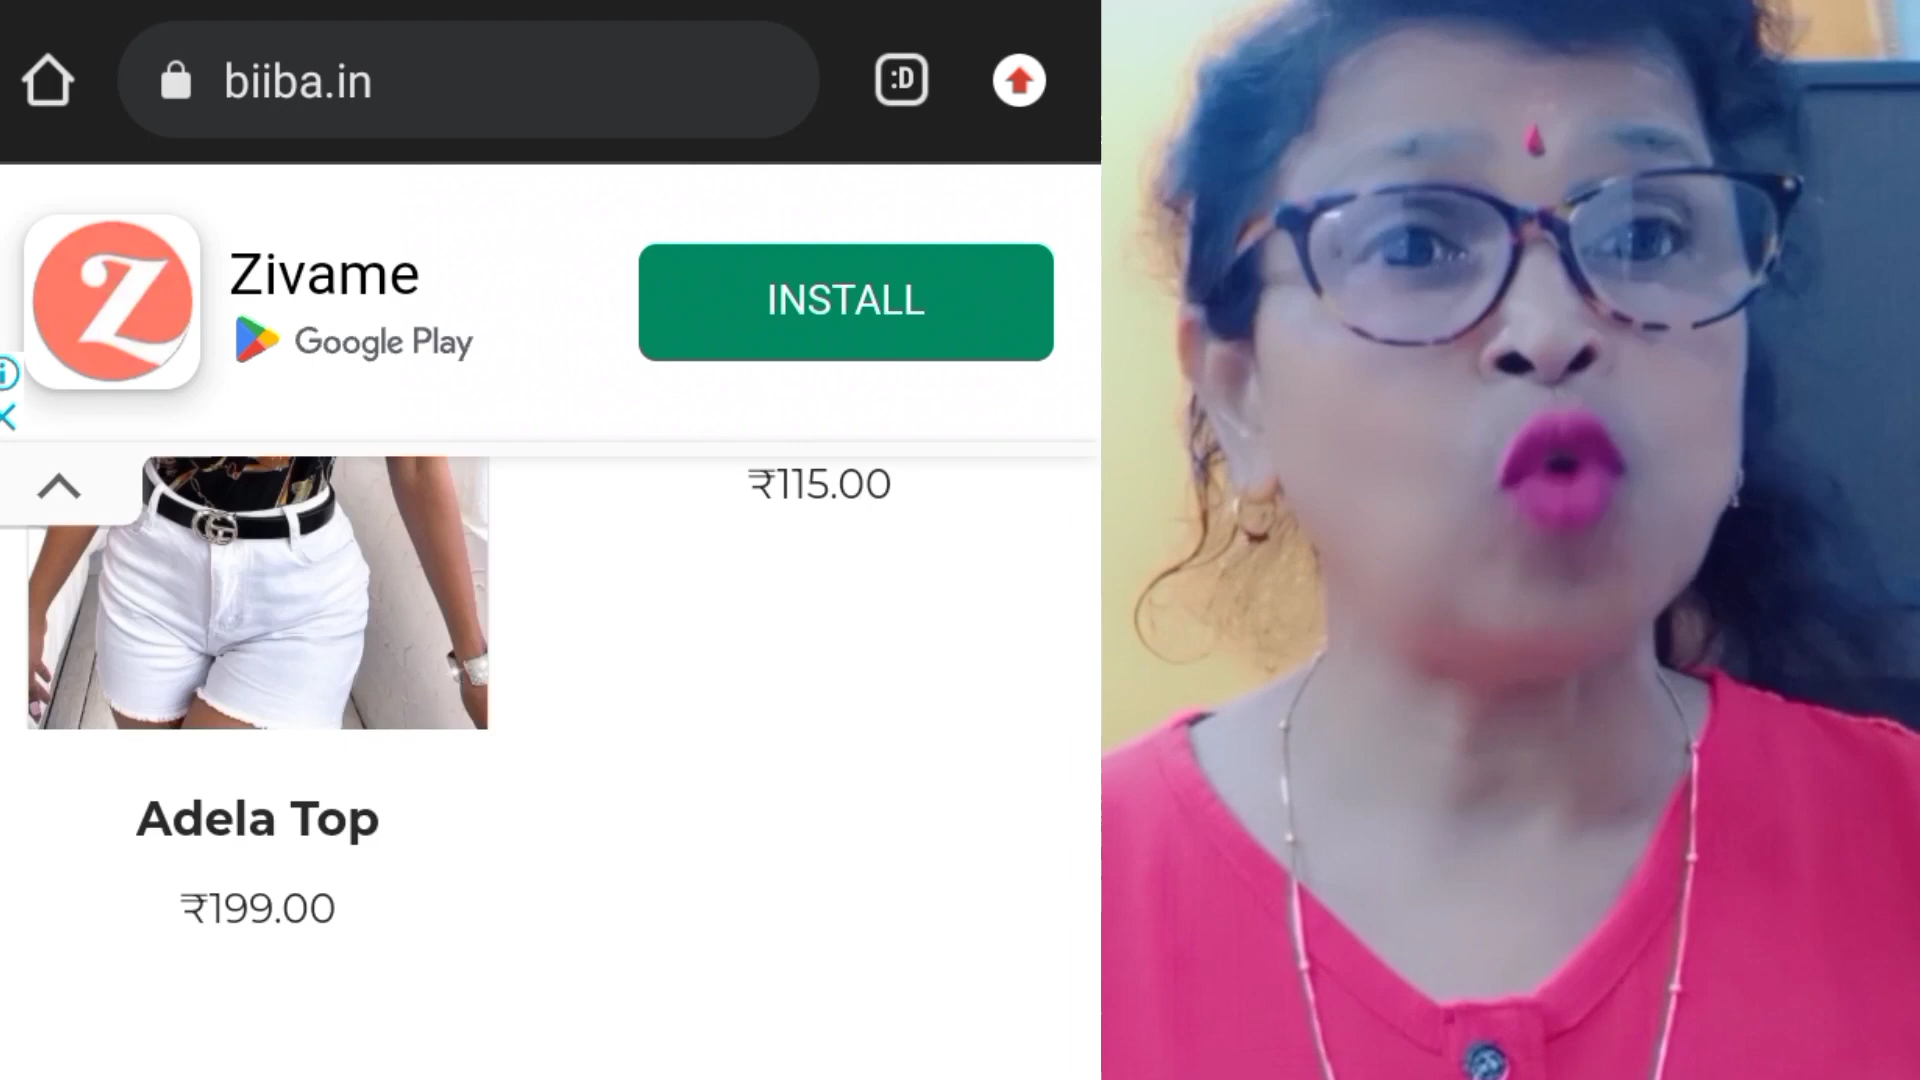 biiba.in
:D
Z
Zivame
Google Play
INSTALL
₹115.00
Adela Top
₹199.00